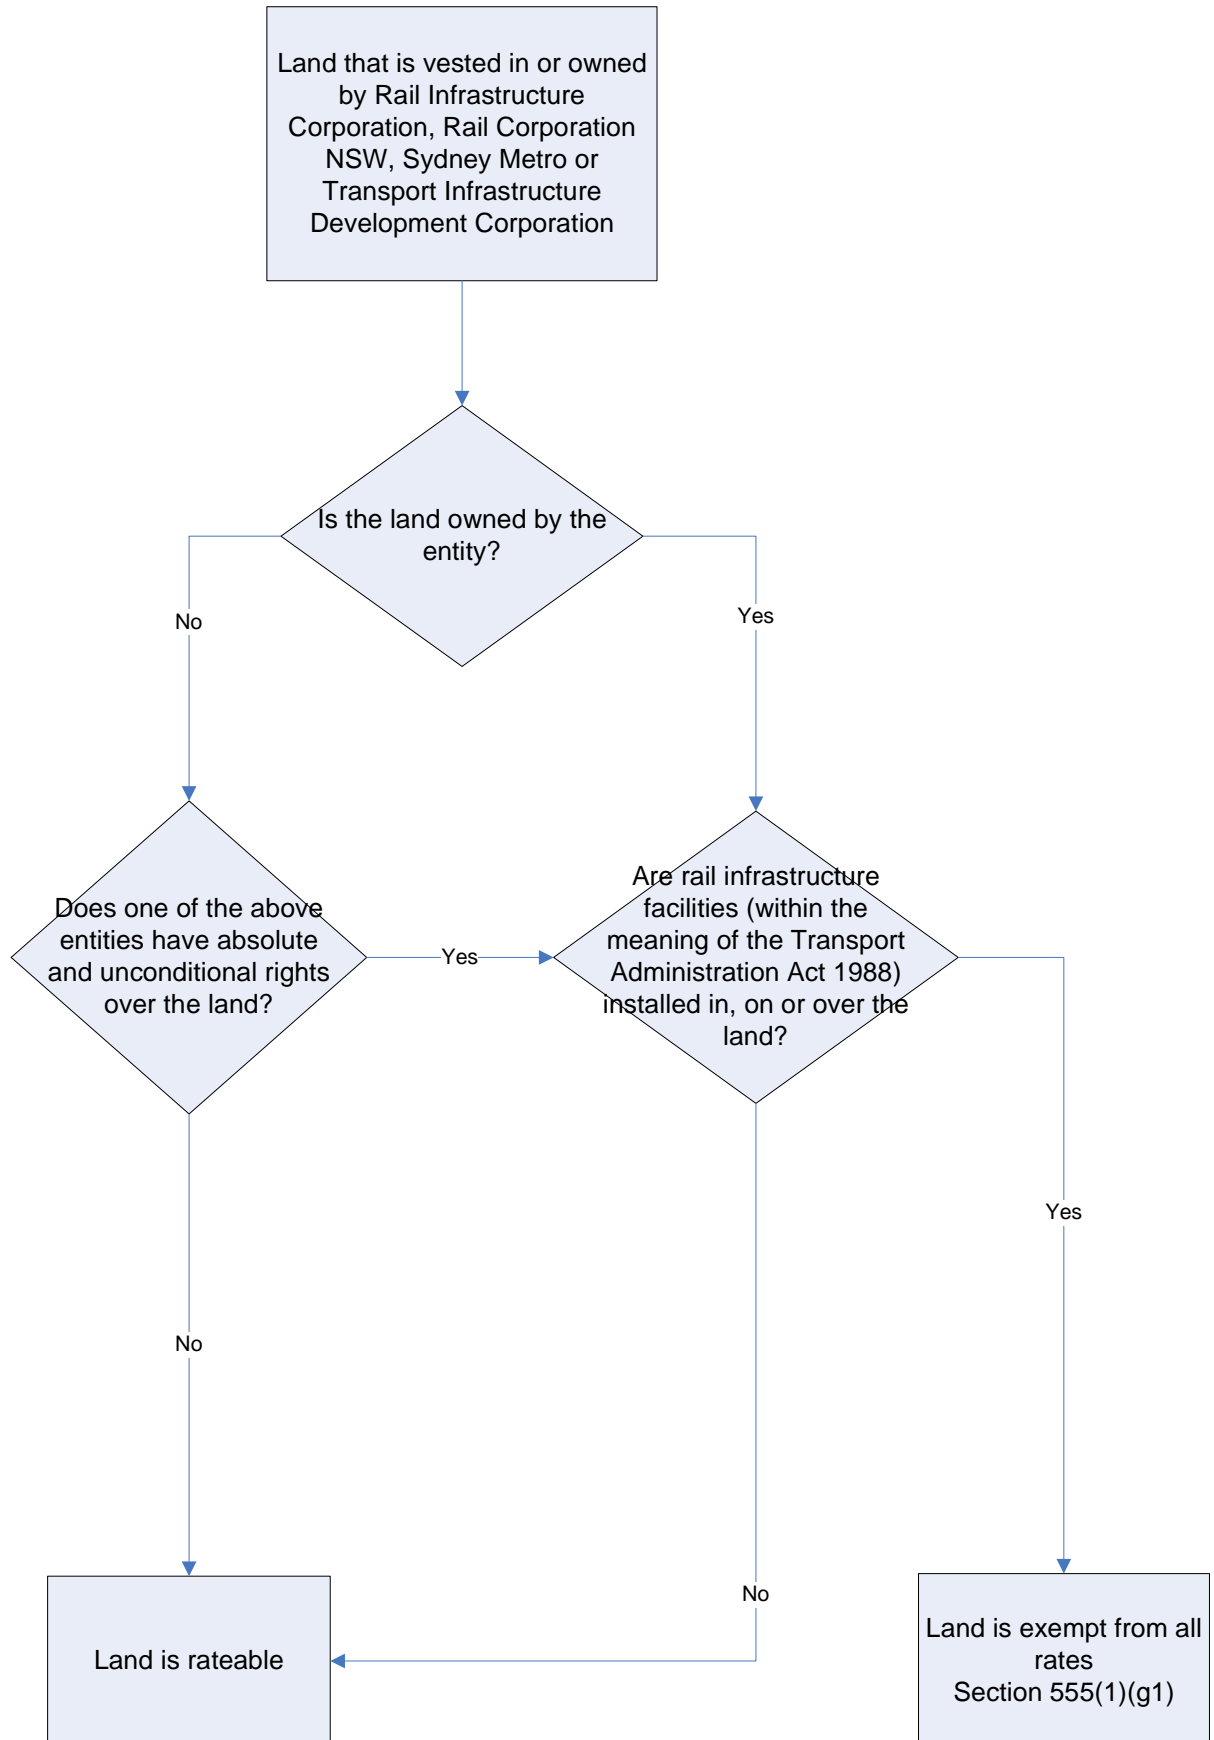 Land that is vested in or owned
by Rail Infrastructure
Corporation, Rail Corporation
NSW, Sydney Metro or
Transport Infrastructure
Development Corporation
Is the land owned by the
entity?
No
Yes
Does one of the above
entities have absolute
and unconditional rights
over the land?
Yes
Are rail infrastructure
facilities (within the
meaning of the Transport
Administration Act 1988)
installed in, on or over the
land?
Yes
No
No
Land is rateable
Land is exempt from all
rates
Section 555(1)(g1)